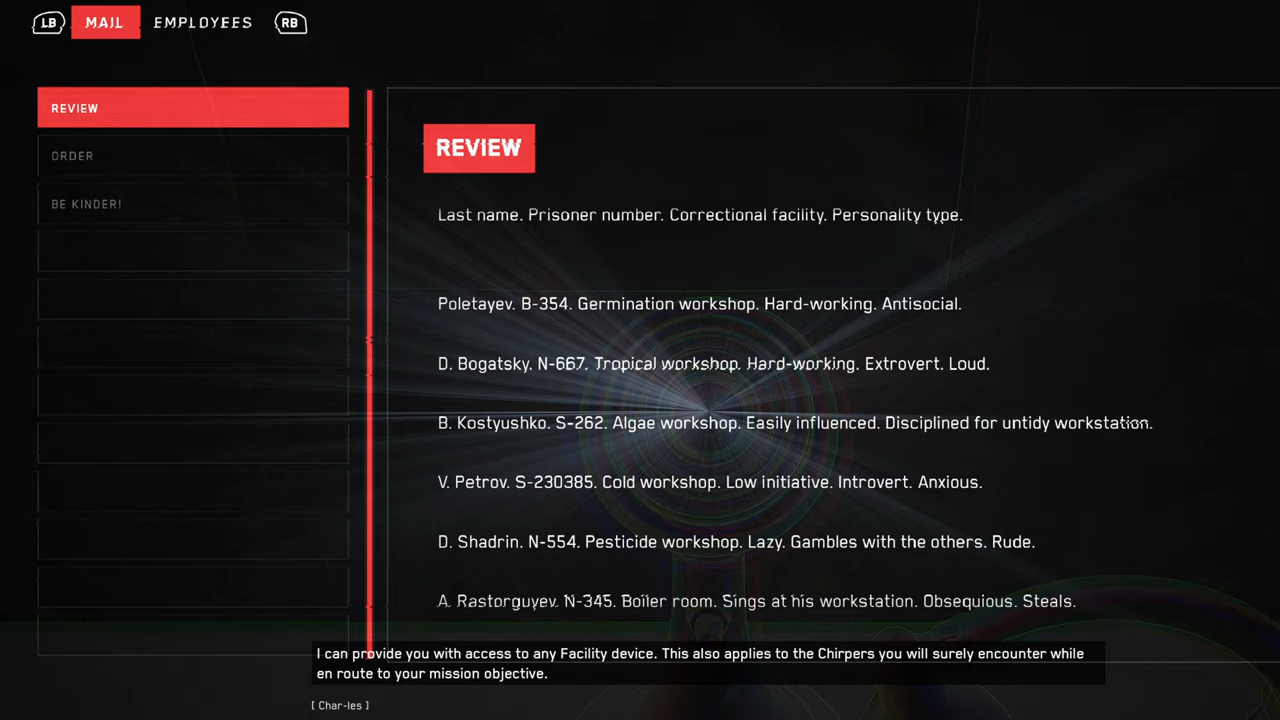 LB MAIL EMPLOYEES RB
REVIEW
ORDER
BE KINDER!
REVIEW
Last name. Prisoner number. Correctional facility. Personality type.
Poletayev. B-354. Germination workshop. Hard-working. Antisocial.
D. Bogatsky. N-667. Tropical workshop. Hard-working. Extrovert. Loud.
B. Kostyushko. S-262. Algae workshop. Easily influenced. Disciplined for untidy workstation.
V. Petrov. S-230385. Cold workshop. Low initiative. Introvert. Anxious.
D. Shadrin. N-554. Pesticide workshop. Lazy. Gambles with the others. Rude.
A. Rastorguyev. N-345. Boiler room. Sings at his workstation. Obsequious. Steals.
I can provide you with access to any Facility device. This also applies to the Chirpers you will surely encounter while
en route to your mission objective.
[ Char-les ]